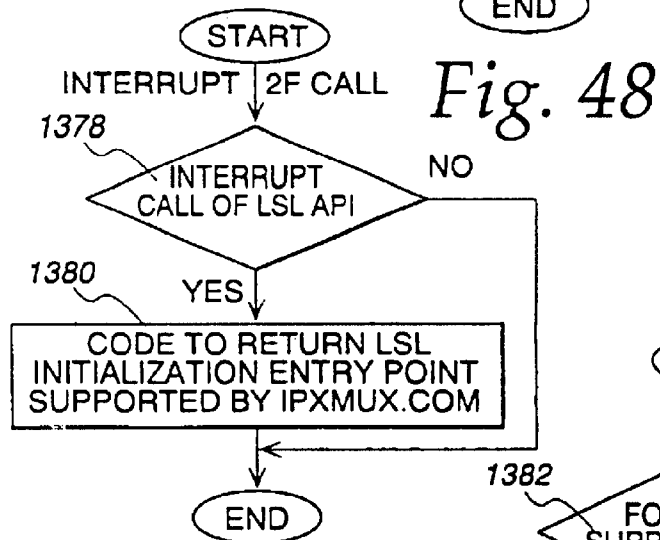 END
START
INTERRUPT 2F CALL
Fig. 48
1378
NO
INTERRUPT
CALL OF LSL API
1380
YES
CODE TO RETURN LSL
INITIALIZATION ENTRY POINT
SUPPORTED BY IPXMUX.COM
1382
END
FO